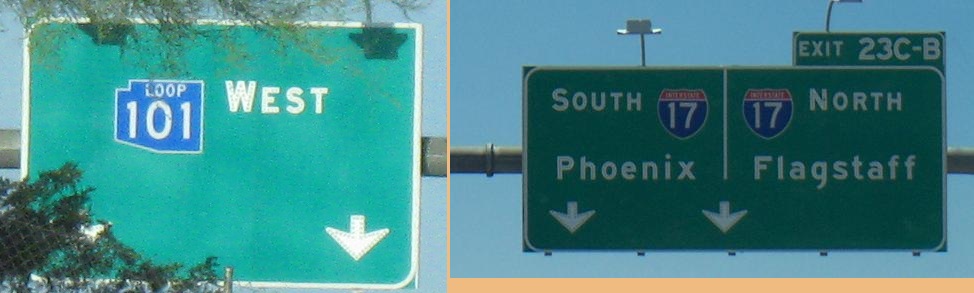 LOOP
101
WEST
EXIT 23C-B
SOUTH INTERSTATE 17
INTERSTATE 17 NORTH
Phoenix
Flagstaff